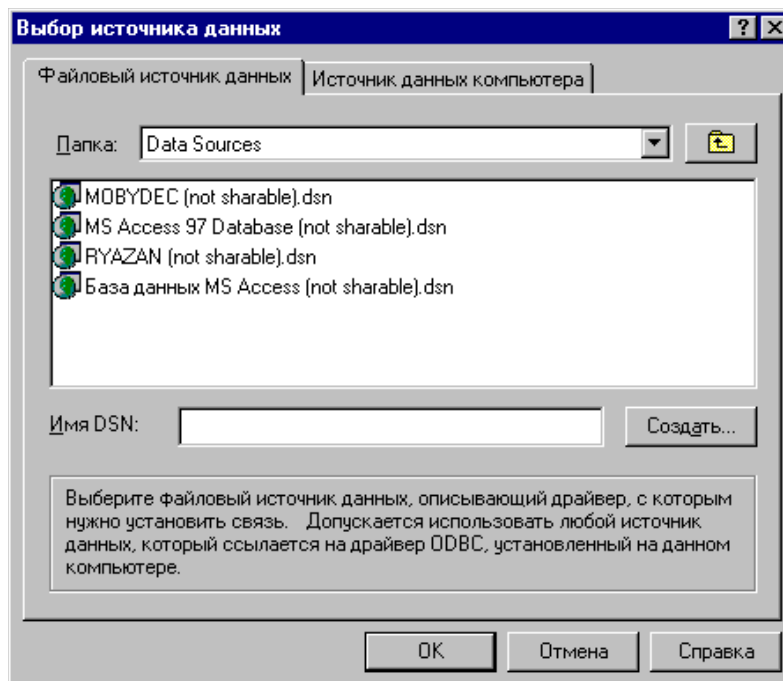 Выбор источника данных
Файловый источник данных
Источник данных компьютера
Папка: Data Sources
MOBYDEC (not sharable).dsn
MS Access 97 Database (not sharable).dsn
RYAZAN (not sharable).dsn
База данных MS Access (not sharable).dsn
Имя DSN:
Создать...
Выберите файловый источник данных, описывающий драйвер, с которым
нужно установить связь. Допускается использовать любой источник
данных, который ссылается на драйвер ODBC, установленный на данном
компьютере.
OK
Отмена
Справка